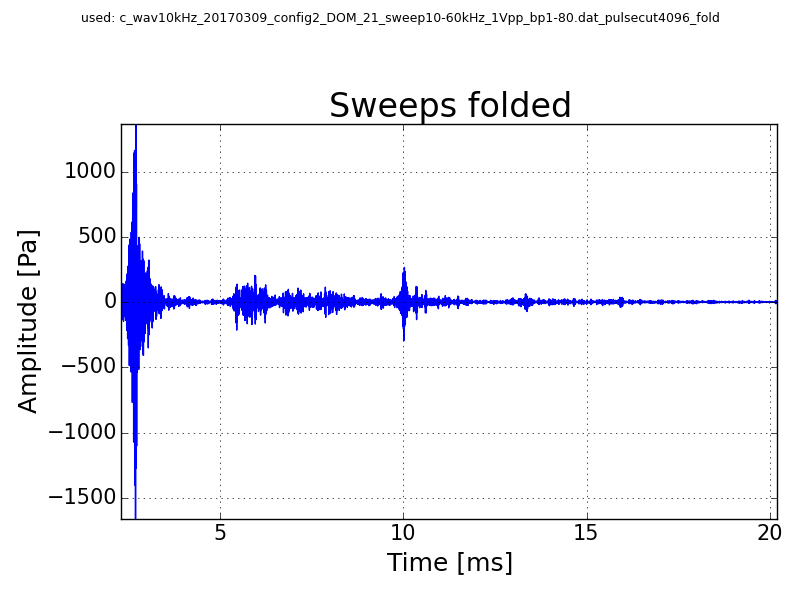 used: c_wav10kHz_20170309_config2_DOM_21_sweep10-60kHz_1Vpp_bp1-80.dat_pulsecut4096_fold
Sweeps folded
1000
500
0
−500
−1000
−1500
Amplitude [Pa]
5 10 15 20
Time [ms]